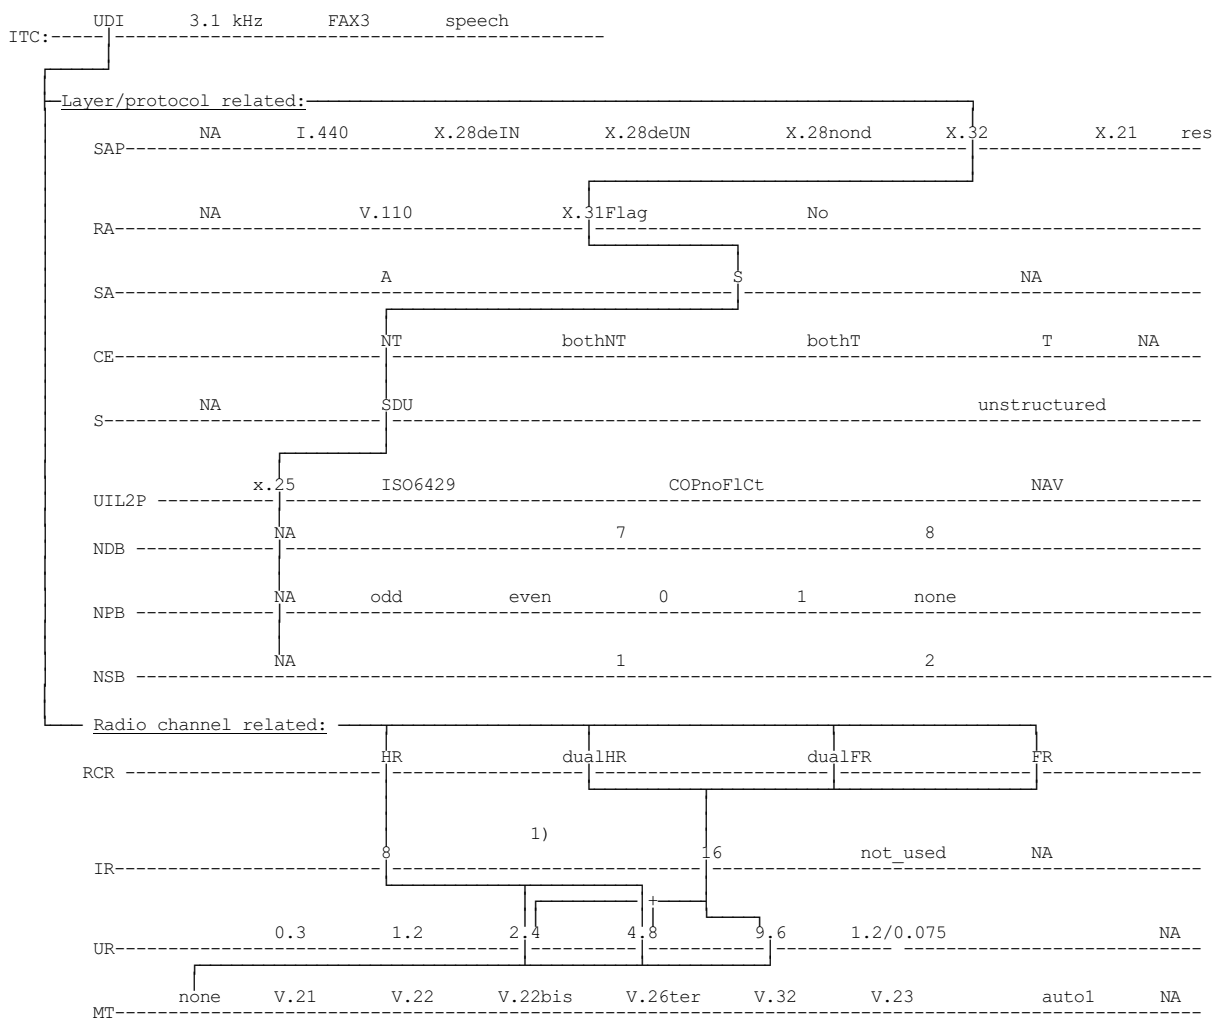 UDI 3.1 kHz FAX3 speech
ITC:
Layer/protocol related:
NA I.440 X.28deIN X.28deUN X.28nond X.32 X.21 res
SAP
NA V.110 X.31Flag No
RA
A S NA
SA
NT bothNT bothT T NA
CE
NA SDU unstructured
S
x.25 ISO6429 COPnoFlCt NAV
UIL2P
NA 7 8
NDB
NA odd even 0 1 none
NPB
NA 1 2
NSB
Radio channel related:
HR dualHR dualFR FR
RCR
1)
8 16 not_used NA
IR
+
0.3 1.2 2.4 4.8 9.6 1.2/0.075 NA
UR
none V.21 V.22 V.22bis V.26ter V.32 V.23 auto1 NA
MT